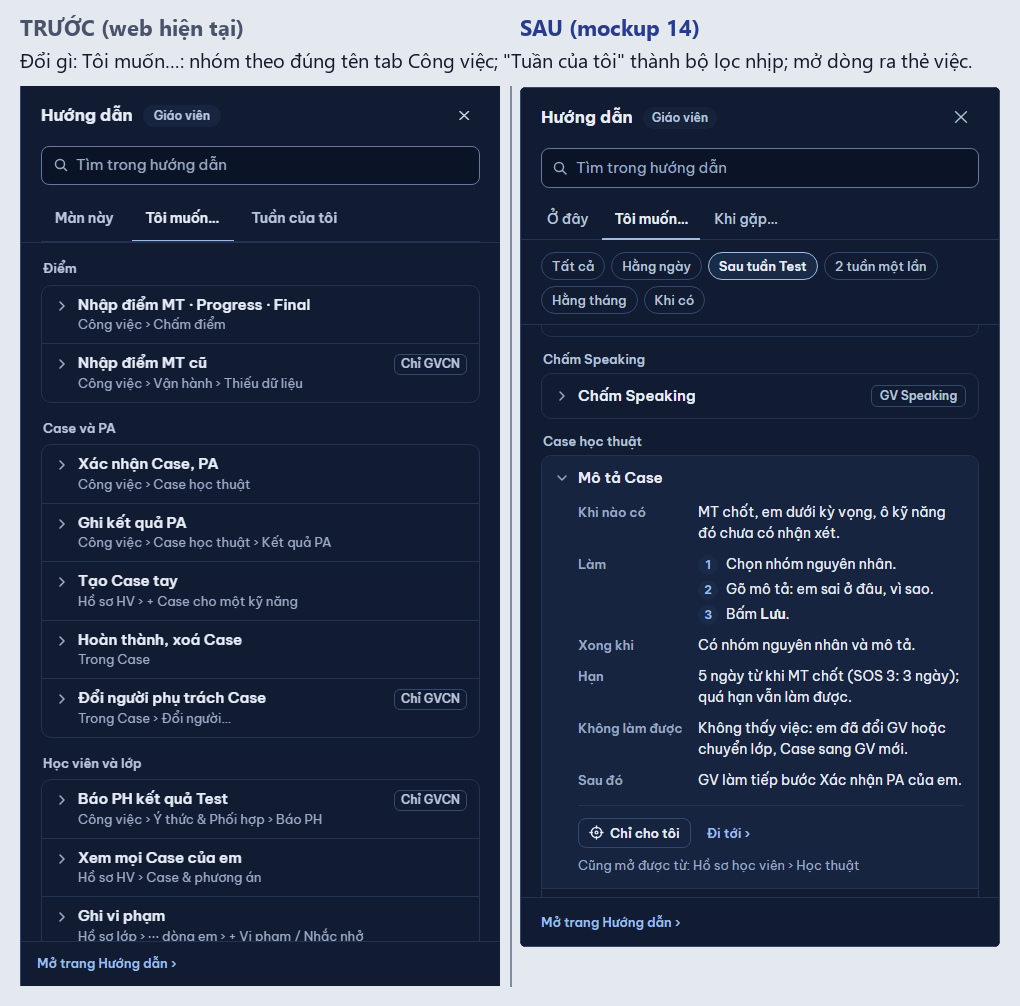 TRƯỚC (web hiện tại)
SAU (mockup 14)
Đổi gì: Tôi muốn...: nhóm theo đúng tên tab Công việc; "Tuần của tôi" thành bộ lọc nhịp; mở dòng ra thẻ việc.
Hướng dẫn
Giáo viên
Tìm trong hướng dẫn
Màn này
Tôi muốn...
Tuần của tôi
Điểm
Nhập điểm MT · Progress · Final
Công việc › Chấm điểm
Nhập điểm MT cũ
Chỉ GVCN
Công việc › Vận hành › Thiếu dữ liệu
Case và PA
Xác nhận Case, PA
Công việc › Case học thuật
Ghi kết quả PA
Công việc › Case học thuật › Kết quả PA
Tạo Case tay
Hồ sơ HV › + Case cho một kỹ năng
Hoàn thành, xoá Case
Trong Case
Đổi người phụ trách Case
Chỉ GVCN
Trong Case › Đổi người...
Học viên và lớp
Báo PH kết quả Test
Chỉ GVCN
Công việc › Ý thức & Phối hợp › Báo PH
Xem mọi Case của em
Hồ sơ HV › Case & phương án
Ghi vi phạm
Hồ sơ lớp › ··· dòng em › + Vi phạm / Nhắc nhở
Mở trang Hướng dẫn ›
Hướng dẫn
Giáo viên
Tìm trong hướng dẫn
Ở đây
Tôi muốn...
Khi gặp...
Tất cả
Hằng ngày
Sau tuần Test
2 tuần một lần
Hằng tháng
Khi có
Chấm Speaking
Chấm Speaking
GV Speaking
Case học thuật
Mô tả Case
Khi nào có
MT chốt, em dưới kỳ vọng, ô kỹ năng
đó chưa có nhận xét.
Làm
1 Chọn nhóm nguyên nhân.
2 Gõ mô tả: em sai ở đâu, vì sao.
3 Bấm Lưu.
Xong khi
Có nhóm nguyên nhân và mô tả.
Hạn
5 ngày từ khi MT chốt (SOS 3: 3 ngày);
quá hạn vẫn làm được.
Không làm được
Không thấy việc: em đã đổi GV hoặc
chuyển lớp, Case sang GV mới.
Sau đó
GV làm tiếp bước Xác nhận PA của em.
Chỉ cho tôi
Đi tới ›
Cũng mở được từ: Hồ sơ học viên › Học thuật
Mở trang Hướng dẫn ›